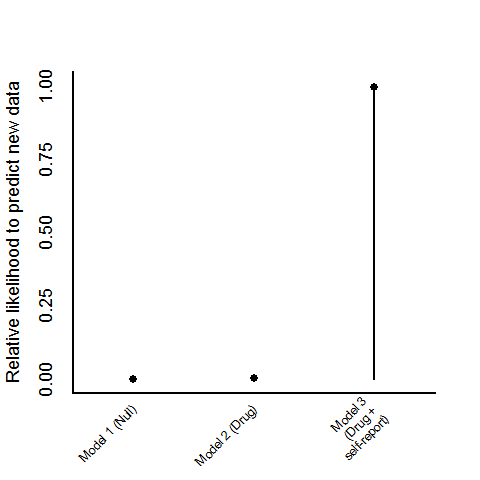 Relative likelihood to predict new data
1.00
0.75
0.50
0.25
0.00
Model 1 (Null)
Model 2 (Drug)
Model 3
(Drug +
self-report)